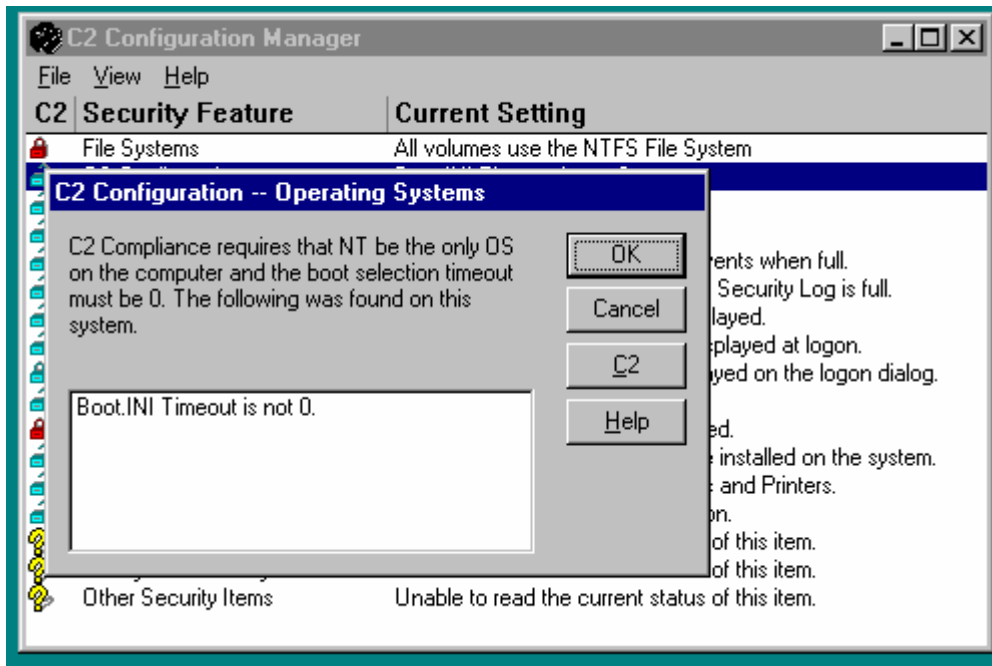 C2 Configuration Manager
File View Help
C2 Security Feature Current Setting
File Systems All volumes use the NTFS File System
C2 Configuration -- Operating Systems
C2 Compliance requires that NT be the only OS
on the computer and the boot selection timeout
must be 0. The following was found on this
system.
Boot.INI Timeout is not 0.
OK
Cancel
C2
Help
when full.
Security Log is full.
at logon.
on the logon dialog.
installed on the system.
and Printers.
of this item.
of this item.
Other Security Items Unable to read the current status of this item.